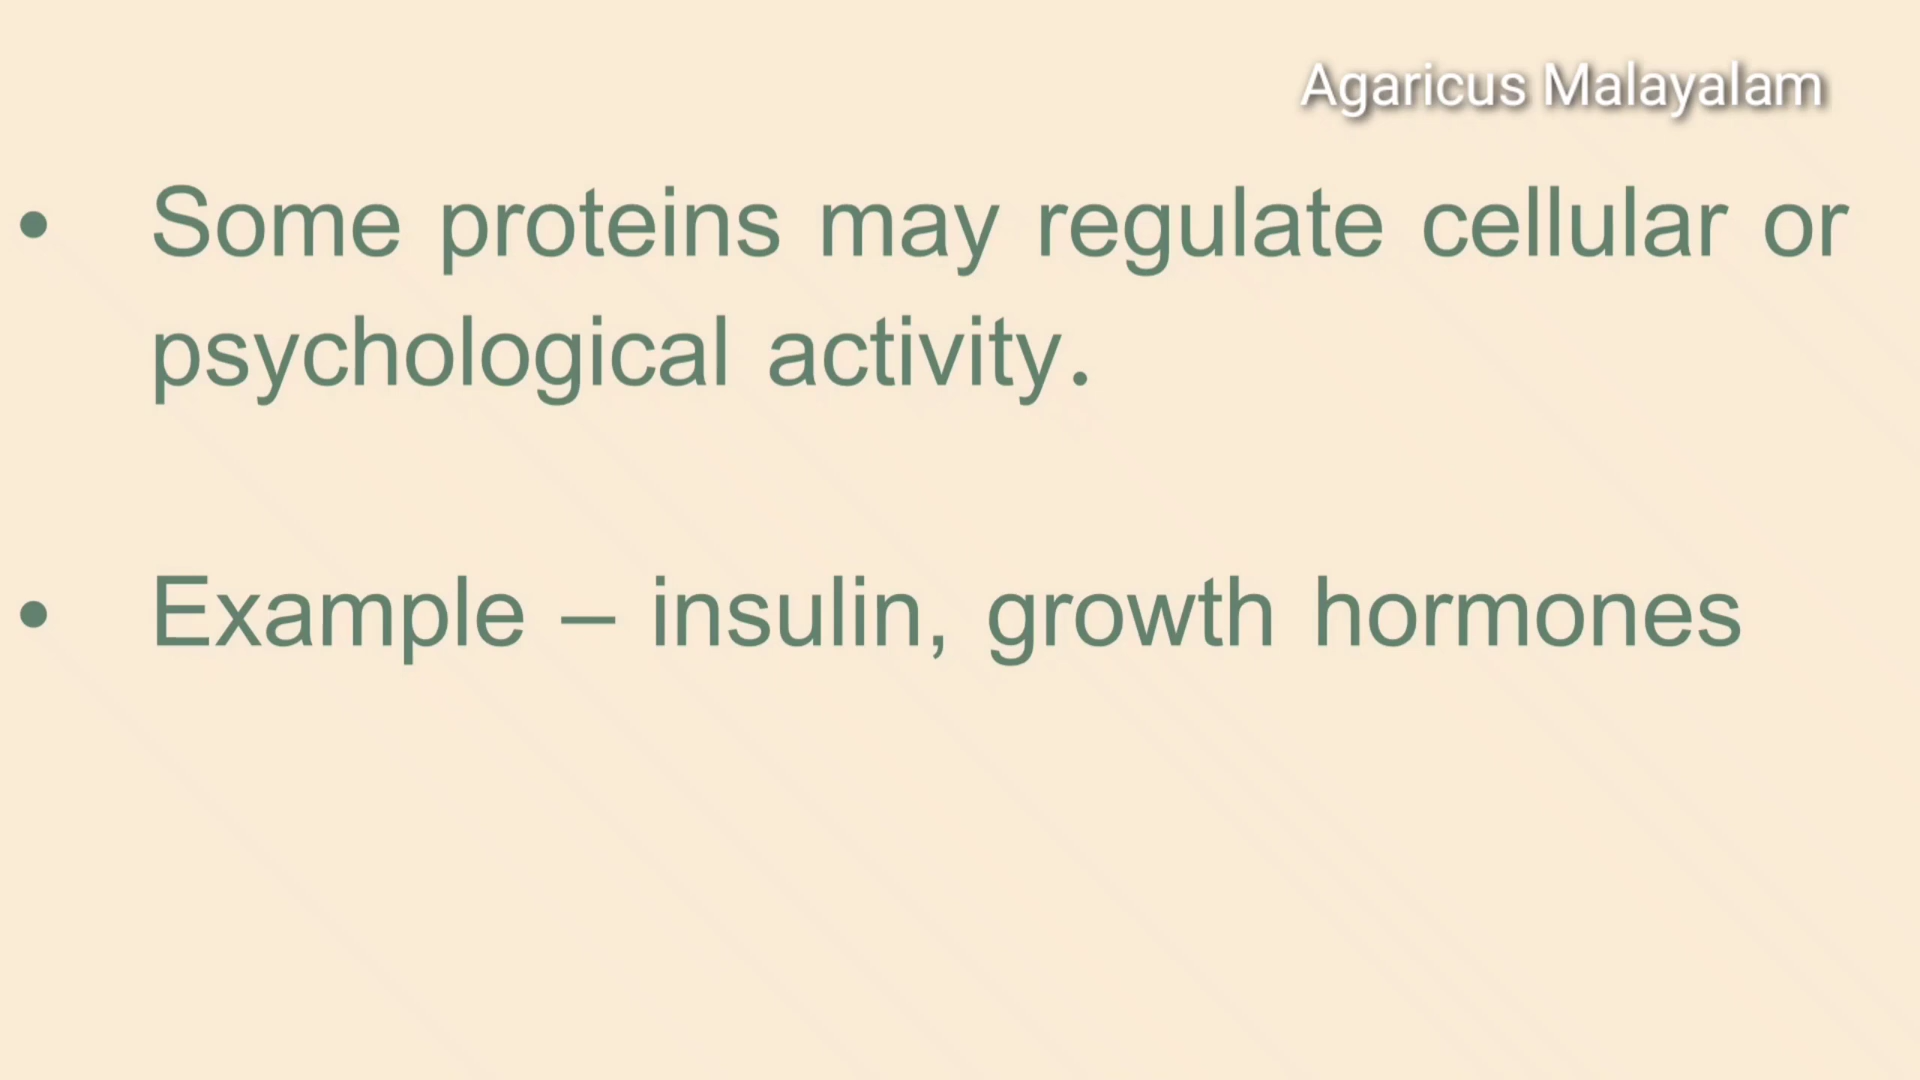 Agaricus Malayalam
• Some proteins may regulate cellular or
psychological activity.
• Example – insulin, growth hormones